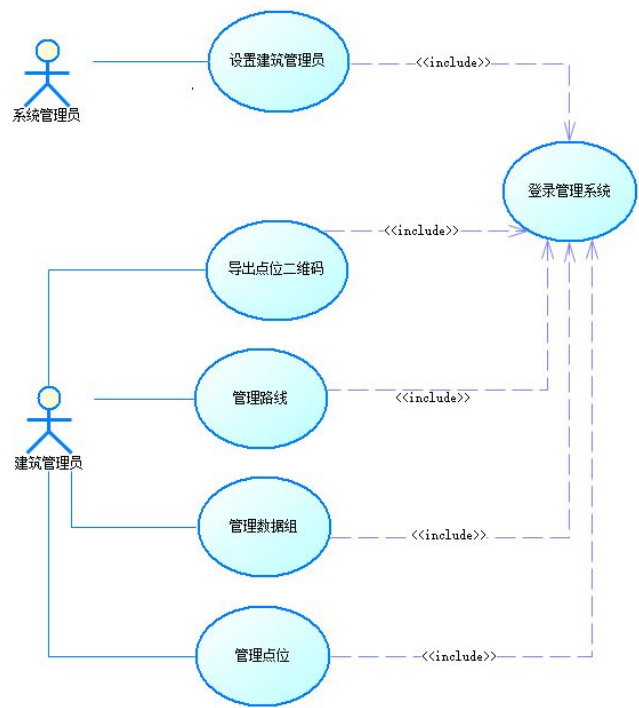 设置建筑管理员
<<include>>
系统管理员
登录管理系统
<<include>>
导出点位二维码
管理路线
<<include>>
建筑管理员
管理数据组
<<include>>
管理点位
<<include>>